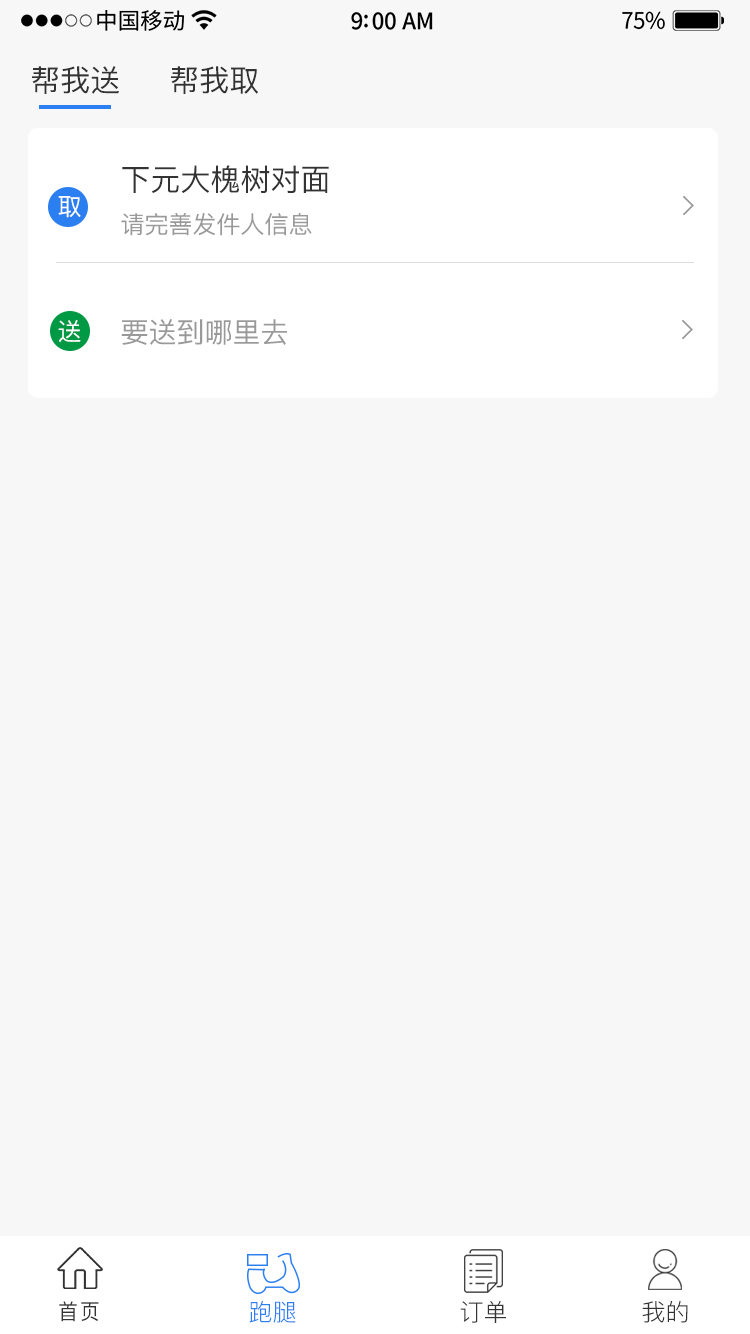 中国移动 9:00 AM 75%
帮我送 帮我取
下元大槐树对面
取
请完善发件人信息
送 要送到哪里去
首页 跑腿 订单 我的